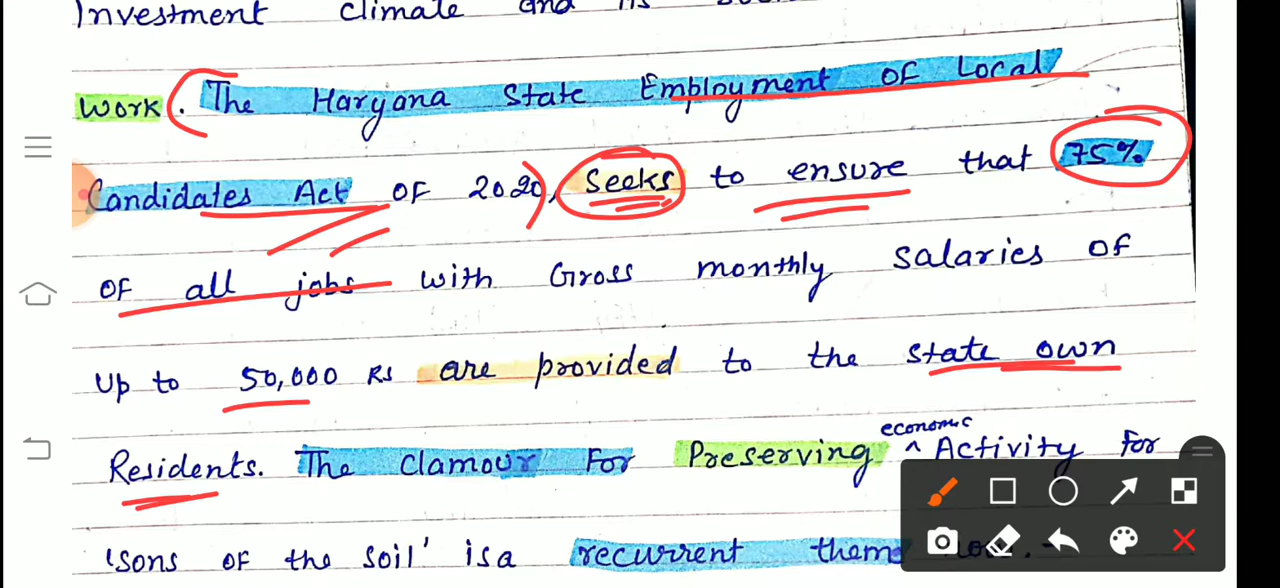 Investment climate and its
Work. (The Haryana State Employment of Local
Candidates Act of 2020), Seeks to ensure that 75%
of all jobs with Gross monthly salaries of
Up to 50,000 Rs are provided to the state own
Residents. The Clamour For Preserving ^ economic Activity for
'sons of the soil' is a recurrent theme